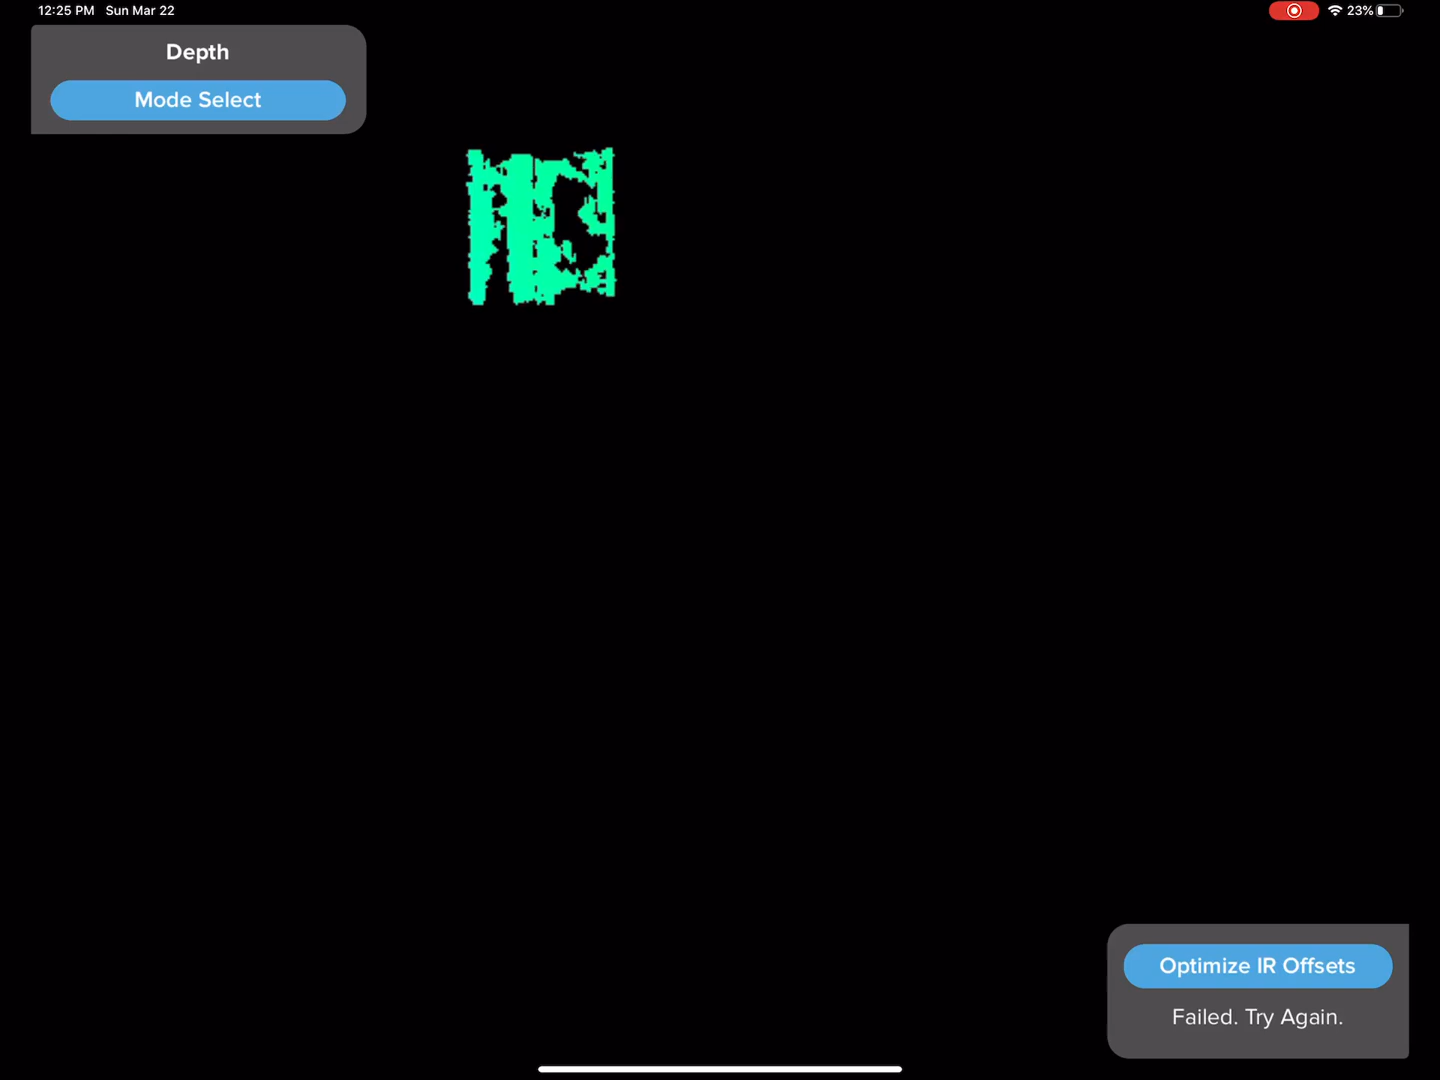 12:25 PM Sun Mar 22
23%
Depth
Mode Select
Optimize IR Offsets
Failed. Try Again.